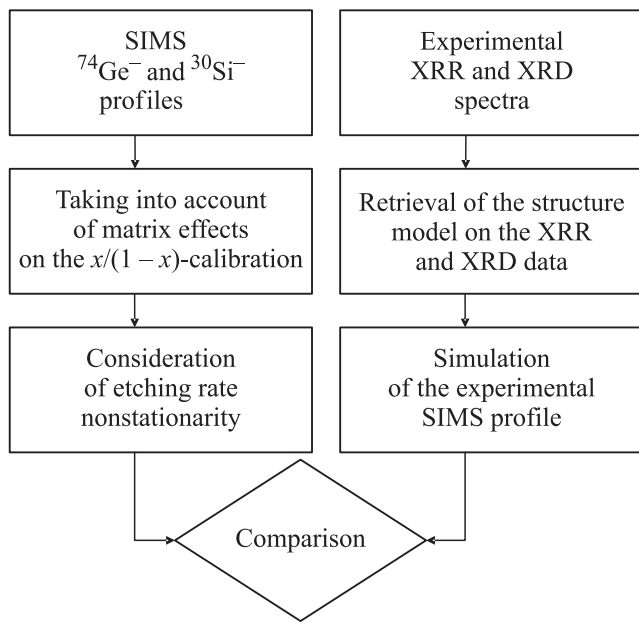 SIMS
⁷⁴Ge⁻ and ³⁰Si⁻
profiles
Experimental
XRR and XRD
spectra
Taking into account
of matrix effects
on the x/(1 – x)-calibration
Retrieval of the structure
model on the XRR
and XRD data
Consideration
of etching rate
nonstationarity
Simulation
of the experimental
SIMS profile
Comparison